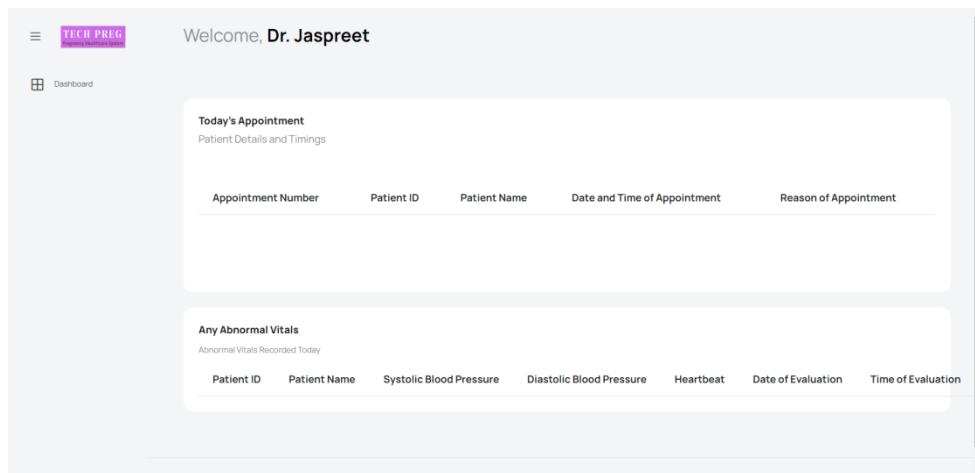 TECH PREG
Pregnancy Healthcare System
Welcome, Dr. Jaspreet
Dashboard
Today's Appointment
Patient Details and Timings
Appointment Number Patient ID Patient Name Date and Time of Appointment Reason of Appointment
Any Abnormal Vitals
Abnormal Vitals Recorded Today
Patient ID Patient Name Systolic Blood Pressure Diastolic Blood Pressure Heartbeat Date of Evaluation Time of Evaluation